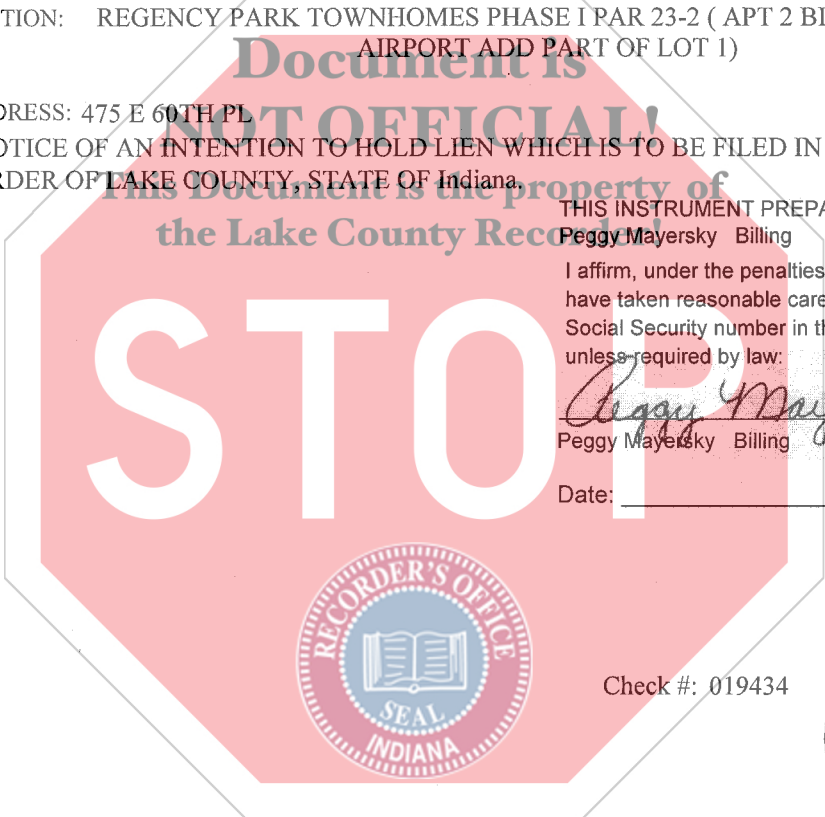 TION: REGENCY PARK TOWNHOMES PHASE I PAR 23-2 ( APT 2
AIRPORT ADD PART OF LOT 1)
Document is
DRESS: 475 E 60TH PL
NOT OFFICIAL!
OTICE OF AN INTENTION TO HOLD LIEN WHICH IS TO BE FILED IN
RDER OF LAKE COUNTY, STATE OF Indiana.
This Document is the property of
the Lake County Recorder!
THIS INSTRUMENT PREPA
Peggy Mayersky Billing
I affirm, under the penalties
have taken reasonable care
Social Security number in th
unless required by law:
Peggy May
Peggy Mayersky Billing
Date:
STOP
RECORDER'S OFFICE
SEAL
INDIANA
Check #: 019434